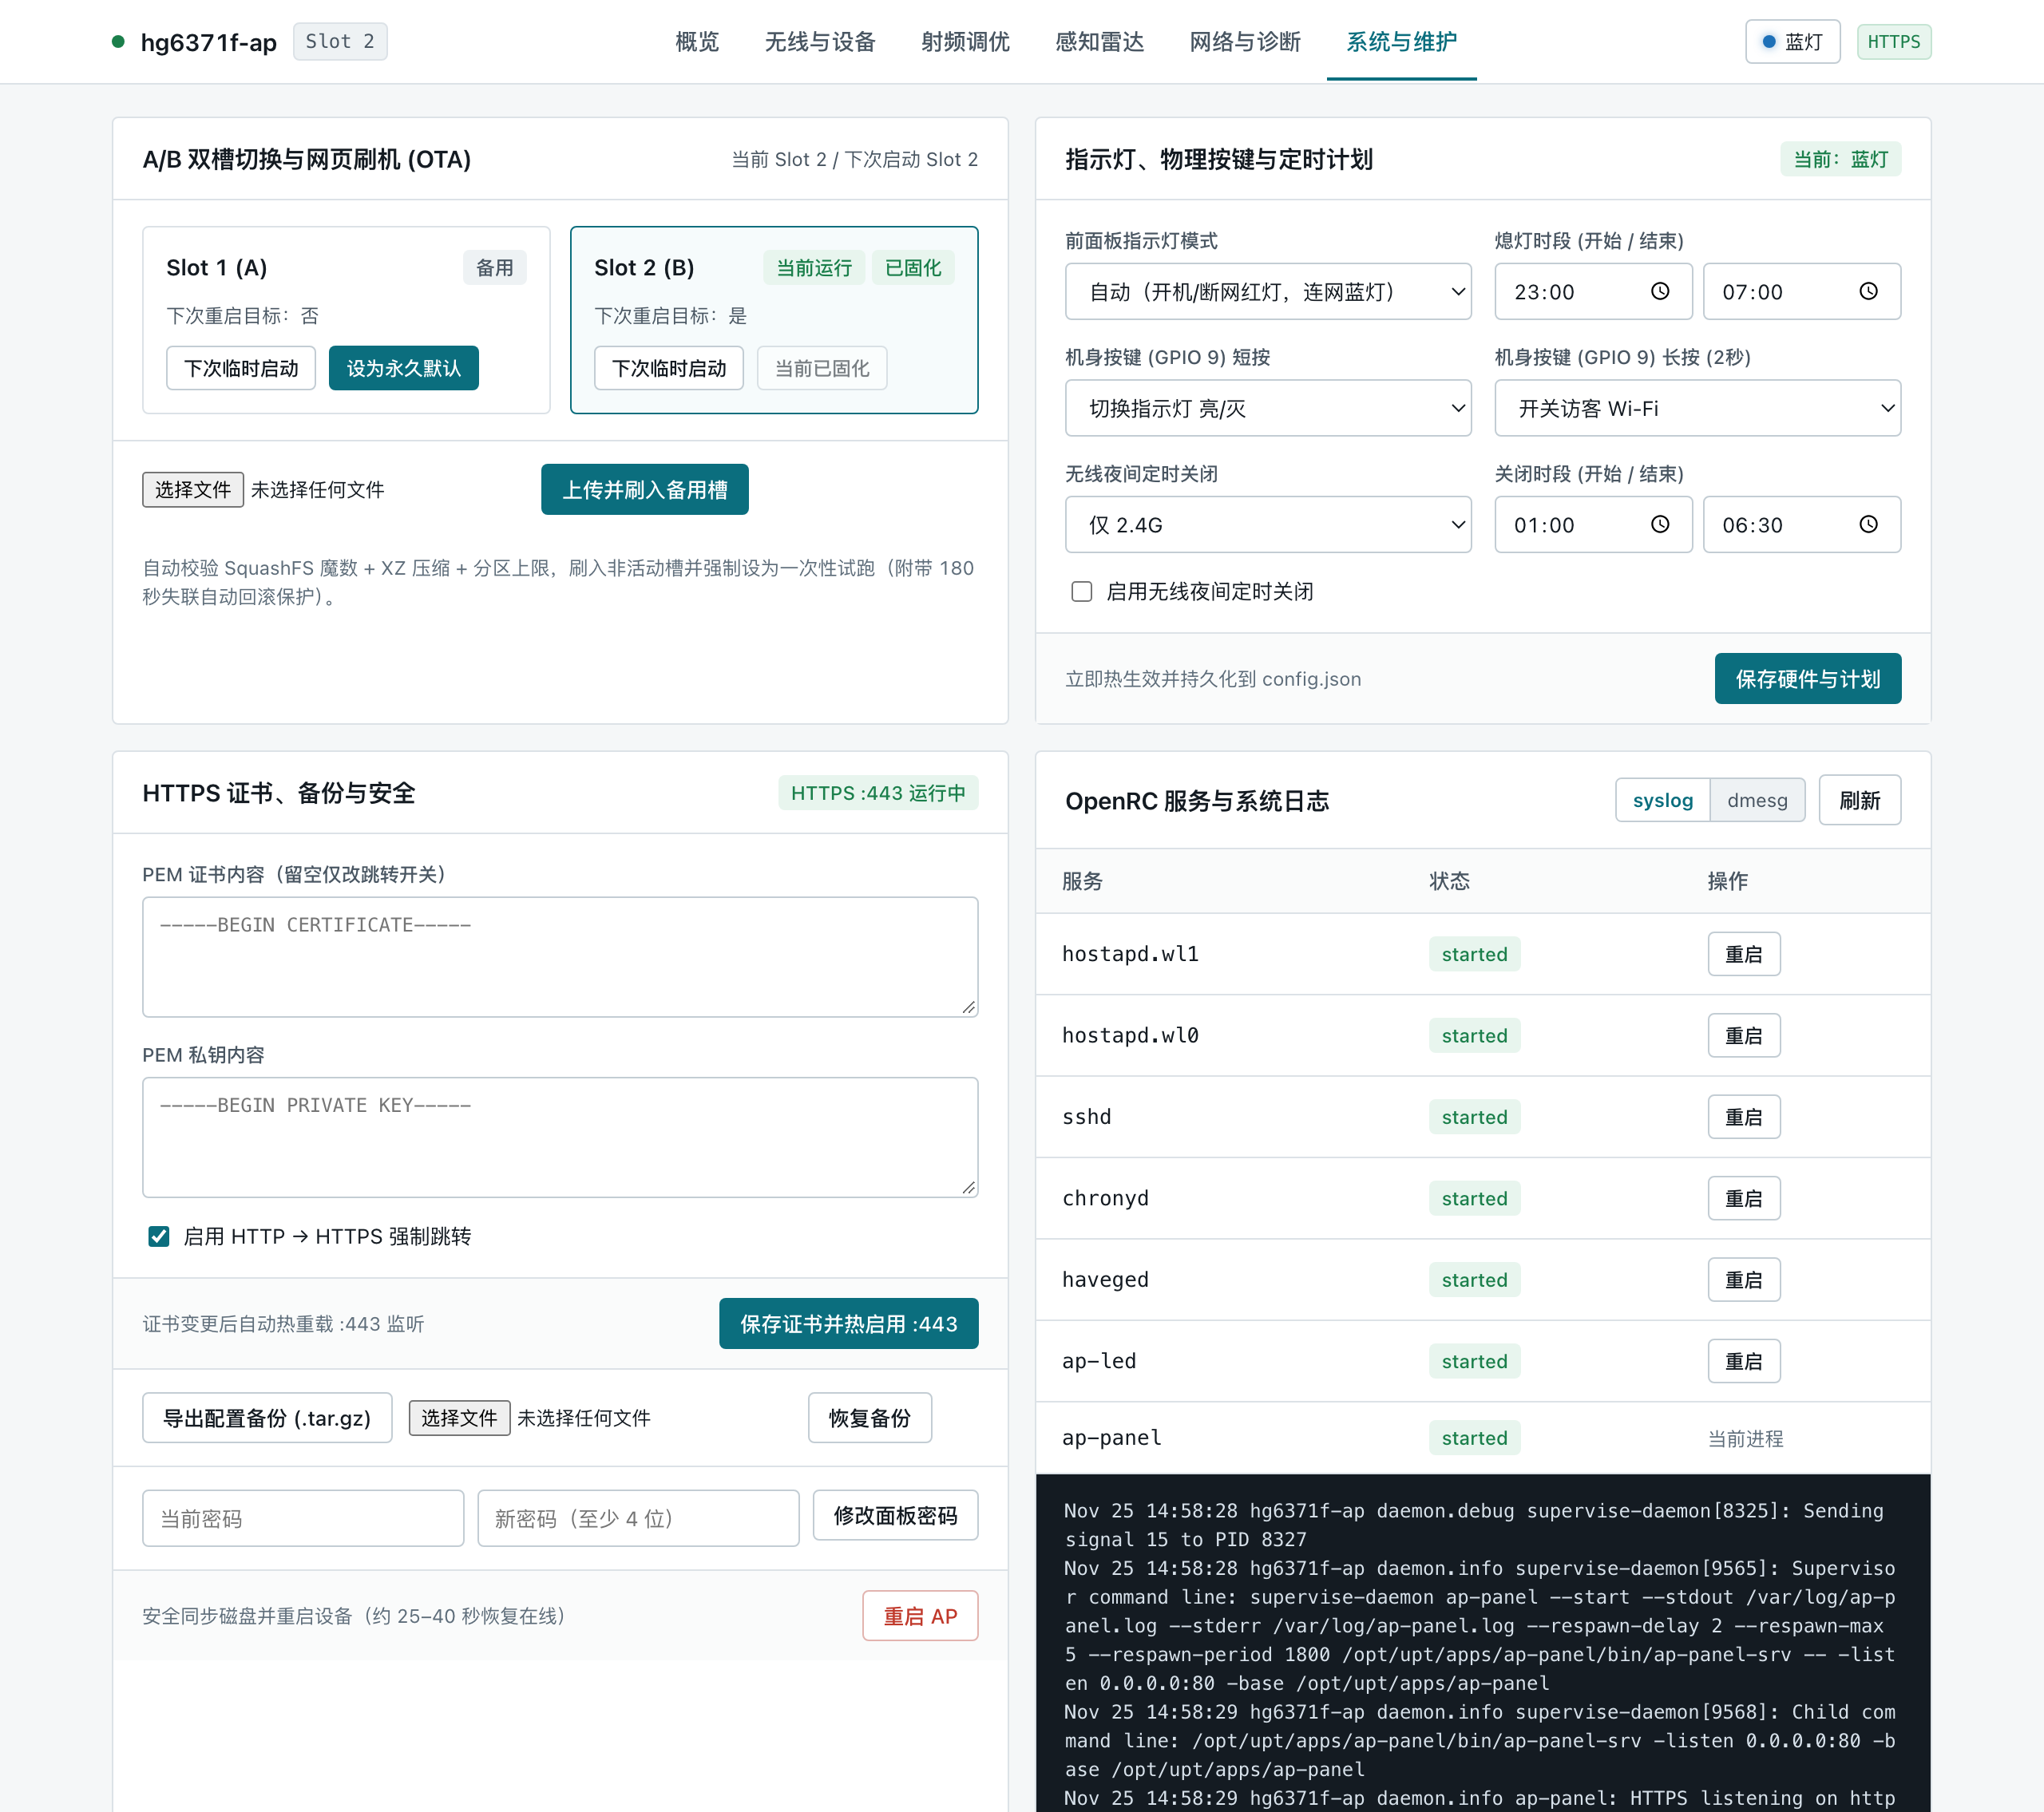 hg6371f-ap Slot 2 概览 无线与设备 射频调优 感知雷达 网络与诊断 系统与维护 蓝灯 HTTPS
A/B 双槽切换与网页刷机 (OTA) 当前 Slot 2 / 下次启动 Slot 2
Slot 1 (A) 备用
下次重启目标：否
下次临时启动 设为永久默认
Slot 2 (B) 当前运行 已固化
下次重启目标：是
下次临时启动 当前已固化
选择文件 未选择任何文件 上传并刷入备用槽
自动校验 SquashFS 魔数 + XZ 压缩 + 分区上限，刷入非活动槽并强制设为一次性试跑（附带 180
秒失联自动回滚保护）。
指示灯、物理按键与定时计划 当前：蓝灯
前面板指示灯模式 熄灯时段 (开始 / 结束)
自动（开机/断网红灯，连网蓝灯） 23:00 07:00
机身按键 (GPIO 9) 短按 机身按键 (GPIO 9) 长按 (2秒)
切换指示灯 亮/灭 开关访客 Wi-Fi
无线夜间定时关闭 关闭时段 (开始 / 结束)
仅 2.4G 01:00 06:30
启用无线夜间定时关闭
立即热生效并持久化到 config.json 保存硬件与计划
HTTPS 证书、备份与安全 HTTPS :443 运行中
PEM 证书内容（留空仅改跳转开关）
-----BEGIN CERTIFICATE-----
PEM 私钥内容
-----BEGIN PRIVATE KEY-----
启用 HTTP → HTTPS 强制跳转
证书变更后自动热重载 :443 监听 保存证书并热启用 :443
导出配置备份 (.tar.gz) 选择文件 未选择任何文件 恢复备份
当前密码 新密码（至少 4 位） 修改面板密码
安全同步磁盘并重启设备（约 25–40 秒恢复在线） 重启 AP
OpenRC 服务与系统日志 syslog dmesg 刷新
服务 状态 操作
hostapd.wl1 started 重启
hostapd.wl0 started 重启
sshd started 重启
chronyd started 重启
haveged started 重启
ap-led started 重启
ap-panel started 当前进程
Nov 25 14:58:28 hg6371f-ap daemon.debug supervise-daemon[8325]: Sending
signal 15 to PID 8327
Nov 25 14:58:28 hg6371f-ap daemon.info supervise-daemon[9565]: Superviso
r command line: supervise-daemon ap-panel --start --stdout /var/log/ap-p
anel.log --stderr /var/log/ap-panel.log --respawn-delay 2 --respawn-max
5 --respawn-period 1800 /opt/upt/apps/ap-panel/bin/ap-panel-srv -- -list
en 0.0.0.0:80 -base /opt/upt/apps/ap-panel
Nov 25 14:58:29 hg6371f-ap daemon.info supervise-daemon[9568]: Child com
mand line: /opt/upt/apps/ap-panel/bin/ap-panel-srv -listen 0.0.0.0:80 -b
ase /opt/upt/apps/ap-panel
Nov 25 14:58:29 hg6371f-ap daemon.info ap-panel: HTTPS listening on http